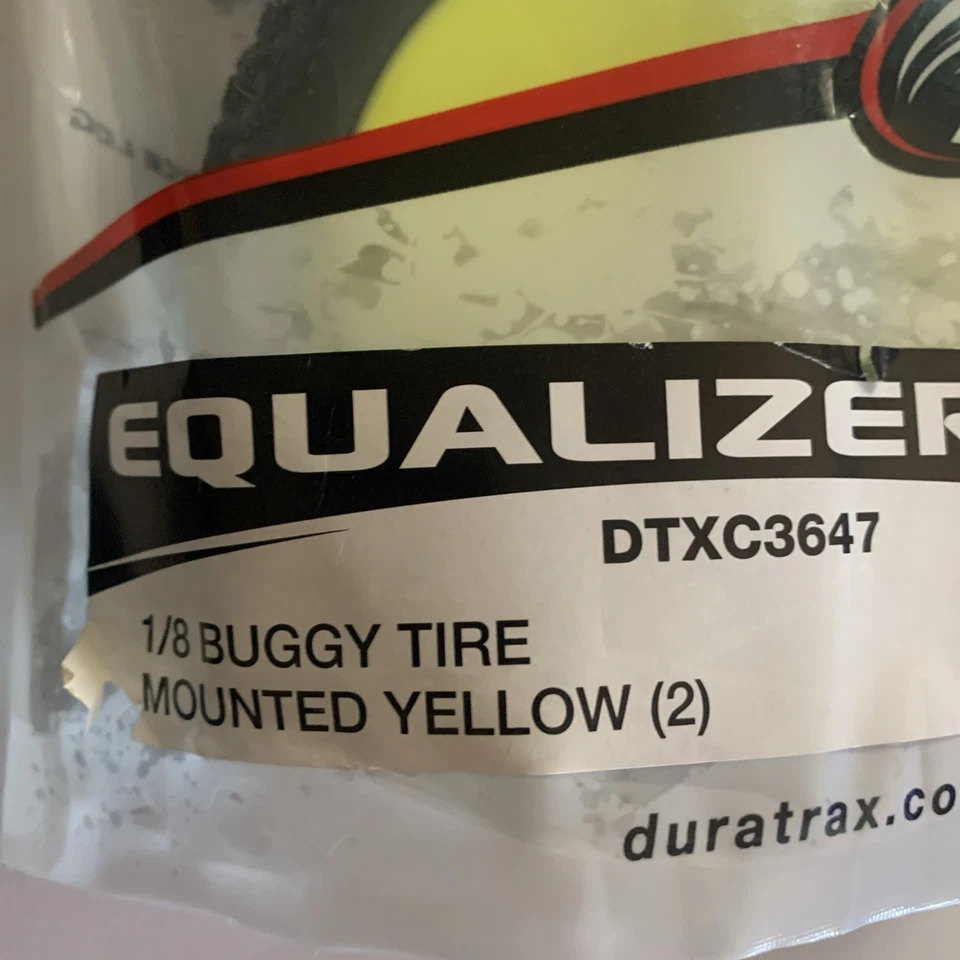 EQUALIZER
DTXC3647
1/8 BUGGY TIRE
MOUNTED YELLOW (2)
duratrax.co